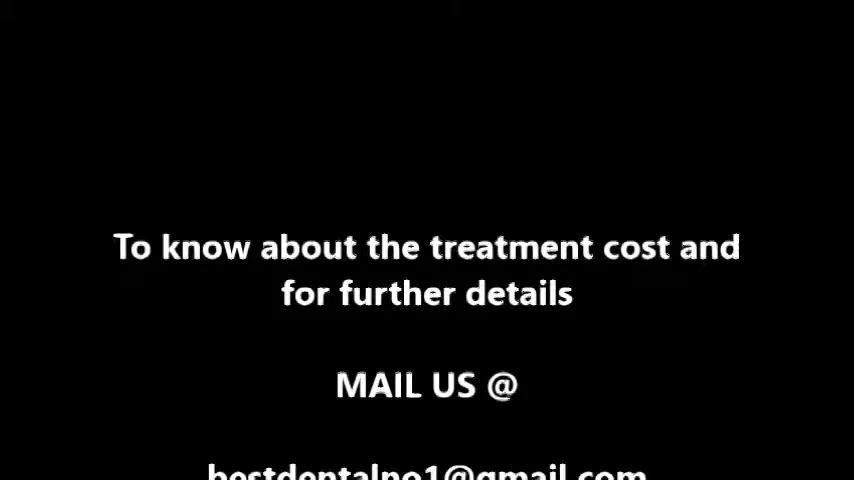 To know about the treatment cost and
for further details
MAIL US @
bestdentalno1@gmail.com